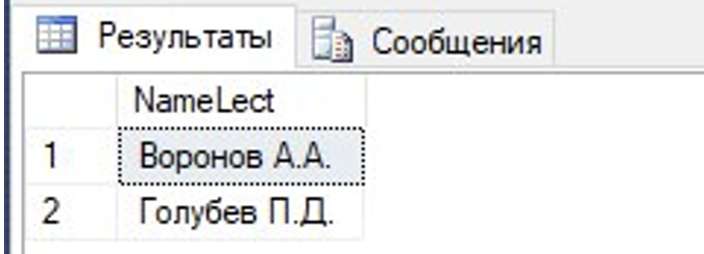 Результаты Сообщения
NameLect
1 Воронов А.А.
2 Голубев П.Д.